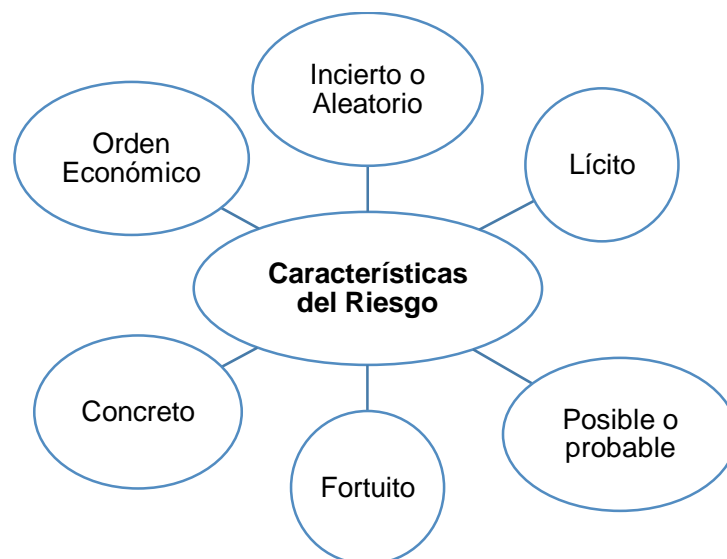 Incierto o
Aleatorio
Orden
Económico
Lícito
Características
del Riesgo
Concreto
Posible o
probable
Fortuito